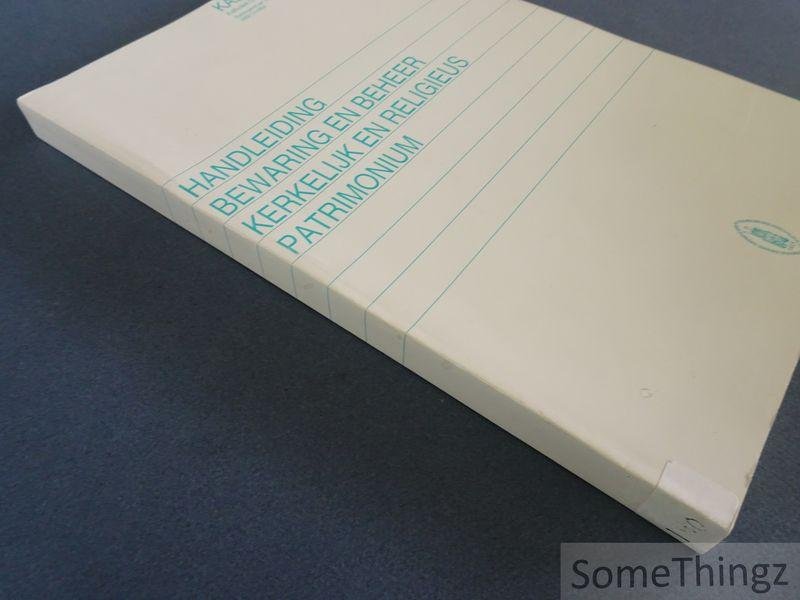 HANDLEIDING
BEWARING EN BEHEER
KERKELIJK EN RELIGIEUS
PATRIMONIUM
SomeThingz